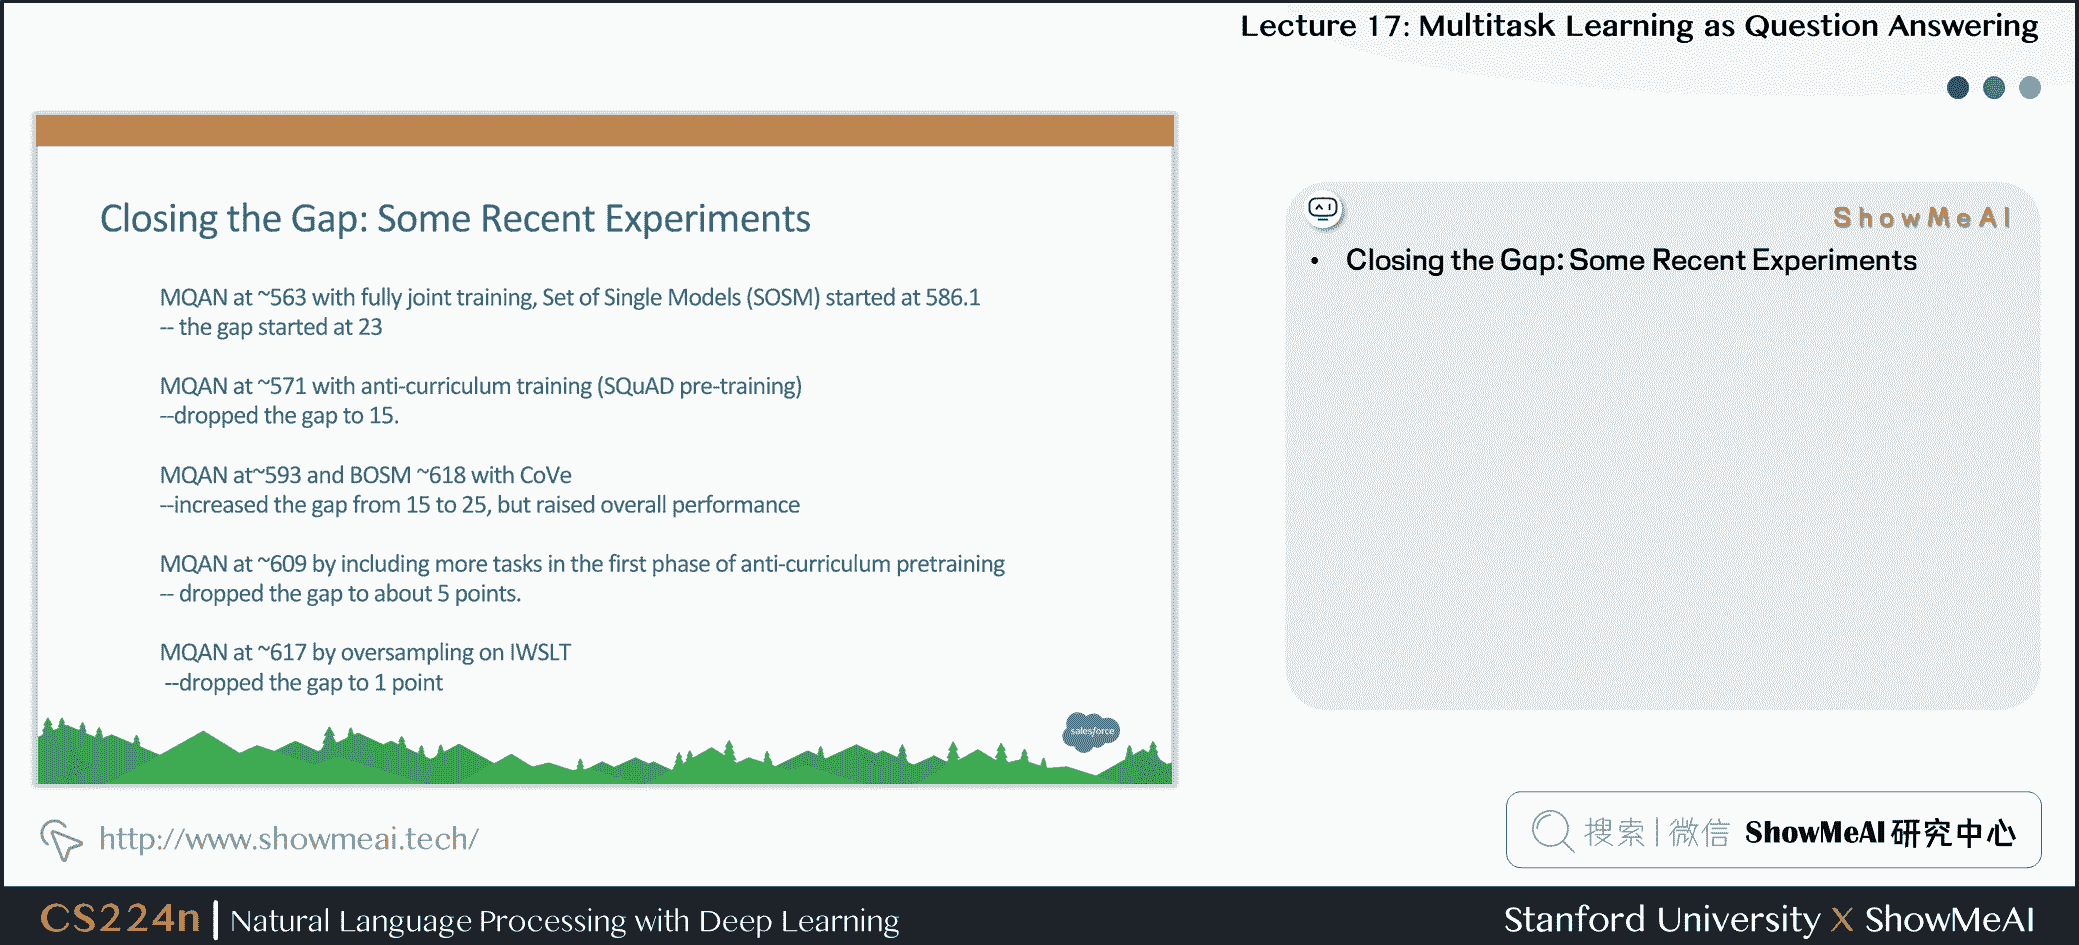 Lecture 17: Multitask Learning as Question Answering
Closing the Gap: Some Recent Experiments
MQAN at ~563 with fully joint training, Set of Single Models (SOSM) started at 586.1
-- the gap started at 23
MQAN at ~571 with anti-curriculum training (SQuAD pre-training)
--dropped the gap to 15.
MQAN at~593 and BOSM ~618 with CoVe
--increased the gap from 15 to 25, but raised overall performance
MQAN at ~609 by including more tasks in the first phase of anti-curriculum pretraining
-- dropped the gap to about 5 points.
MQAN at ~617 by oversampling on IWSLT
--dropped the gap to 1 point
salesforce
ShowMeAI
• Closing the Gap: Some Recent Experiments
http://www.showmeai.tech/
搜索 | 微信 ShowMeAI 研究中心
CS224n | Natural Language Processing with Deep Learning
Stanford University X ShowMeAI